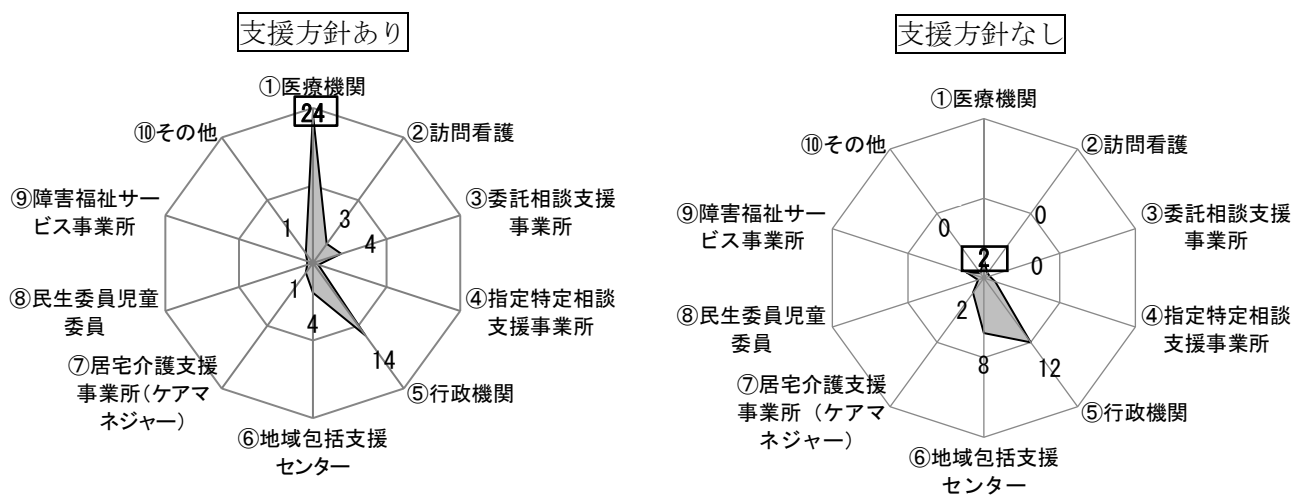 支援方針あり
①医療機関
24
②訪問看護
3
③委託相談支援
事業所
4
④指定特定相談
支援事業所
⑤行政機関
14
⑥地域包括支援
センター
4
⑦居宅介護支援
事業所(ケアマ
ネジャー)
1
⑧民生委員児童
委員
⑨障害福祉サー
ビス事業所
⑩その他
1
支援方針なし
①医療機関
2
②訪問看護
0
③委託相談支援
事業所
0
④指定特定相談
支援事業所
⑤行政機関
12
⑥地域包括支援
センター
8
⑦居宅介護支援
事業所（ケアマ
ネジャー）
2
⑧民生委員児童
委員
⑨障害福祉サー
ビス事業所
⑩その他
0